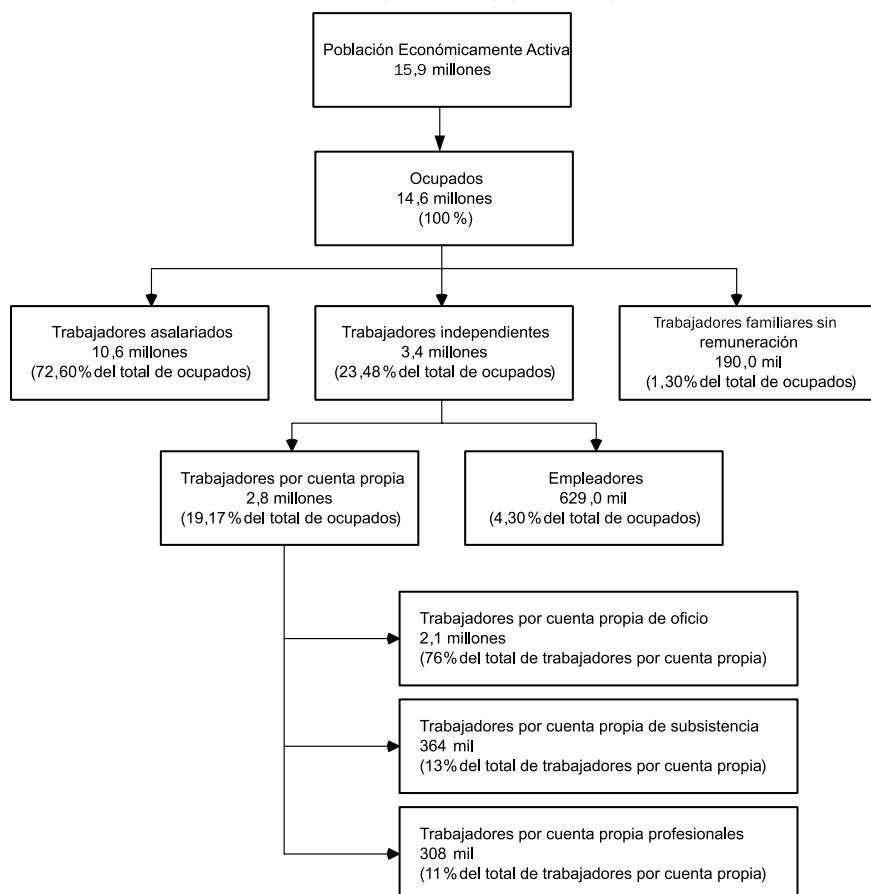 Población Económicamente Activa
15,9 millones
Ocupados
14,6 millones
(100 %)
Trabajadores asalariados
10,6 millones
(72,60% del total de ocupados)
Trabajadores independientes
3,4 millones
(23,48% del total de ocupados)
Trabajadores familiares sin
remuneración
190,0 mil
(1,30% del total de ocupados)
Trabajadores por cuenta propia
2,8 millones
(19,17% del total de ocupados)
Empleadores
629,0 mil
(4,30% del total de ocupados)
Trabajadores por cuenta propia de oficio
2,1 millones
(76% del total de trabajadores por cuenta propia)
Trabajadores por cuenta propia de subsistencia
364 mil
(13% del total de trabajadores por cuenta propia)
Trabajadores por cuenta propia profesionales
308 mil
(11% del total de trabajadores por cuenta propia)